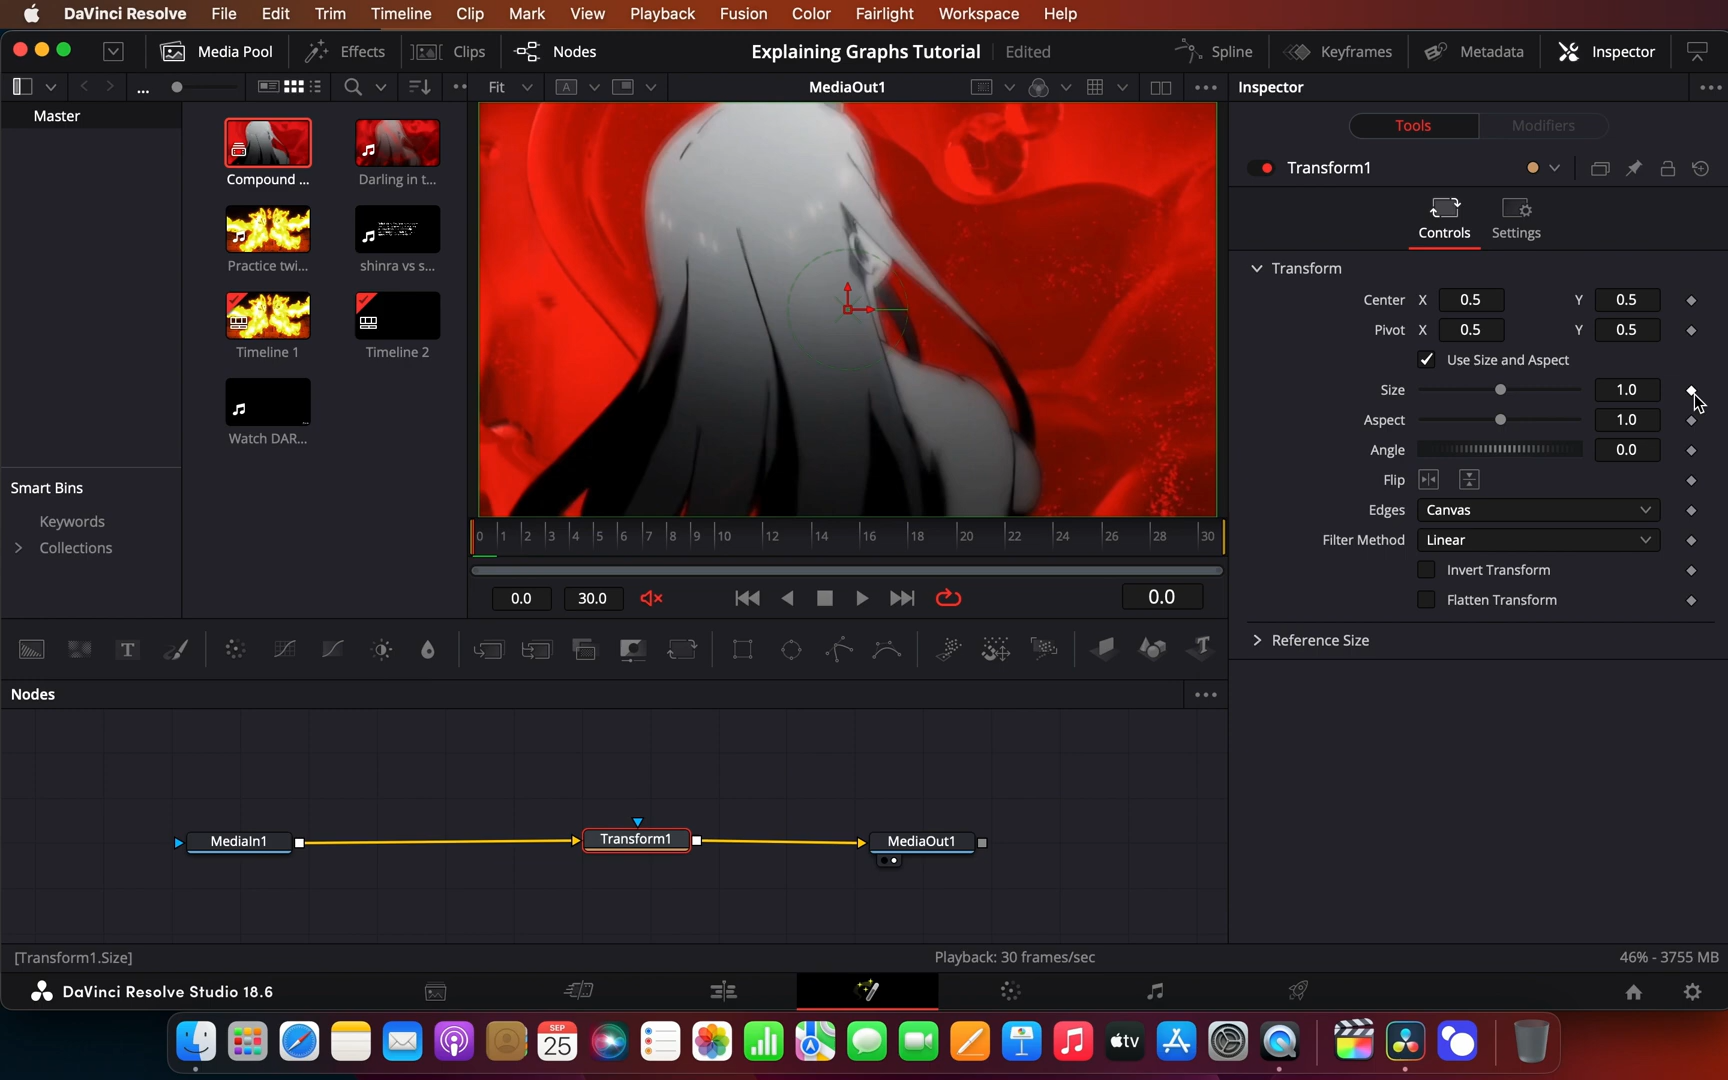 DaVinci Resolve File Edit Trim Timeline Clip Mark View Playback Fusion Color Fairlight Workspace Help
Media Pool Effects Clips Nodes Explaining Graphs Tutorial Edited Spline Keyframes Metadata Inspector
... Fit A MediaOut1 ... Inspector ...
Master
Compound ... Darling in t...
Practice twi... shinra vs s...
Timeline 1 Timeline 2
Watch DAR...
Smart Bins
Keywords
Collections
0 1 2 3 4 5 6 7 8 9 10 12 14 16 18 20 22 24 26 28 30
0.0 30.0 0.0
Tools Modifiers
Transform1
Controls Settings
Transform
Center X 0.5 Y 0.5
Pivot X 0.5 Y 0.5
Use Size and Aspect
Size 1.0
Aspect 1.0
Angle 0.0
Flip
Edges Canvas
Filter Method Linear
Invert Transform
Flatten Transform
Reference Size
T T
Nodes ...
MediaIn1 Transform1 MediaOut1
[Transform1.Size] Playback: 30 frames/sec 46% - 3755 MB
DaVinci Resolve Studio 18.6
SEP
25
tv